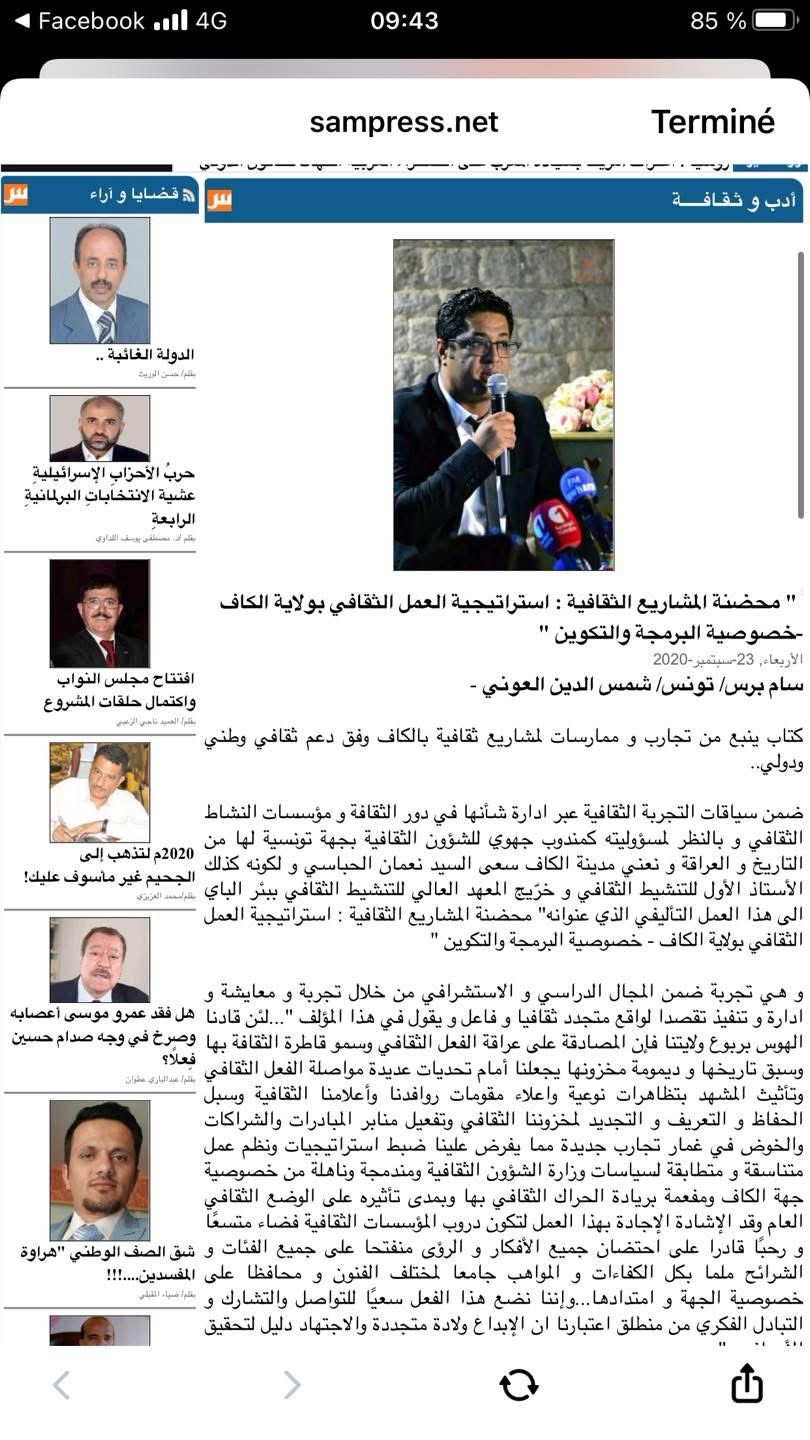 Facebook 4G
09:43
85 %
sampress.net
Terminé
أدب و ثـقـافـــة
" محضنة المشاريع الثقافية : استراتيجية العمل الثقافي بولاية الكاف
-خصوصية البرمجة والتكوين "
الأربعاء, 23-سبتمبر-2020
سام برس/ تونس/ شمس الدين العوني -
كتاب ينبع من تجارب و ممارسات لمشاريع ثقافية بالكاف وفق دعم ثقافي وطني
ودولي..
ضمن سياقات التجربة الثقافية عبر ادارة شأنها في دور الثقافة و مؤسسات النشاط
الثقافي و بالنظر لمسؤوليته كمندوب جهوي للشؤون الثقافية بجهة تونسية لها من
التاريخ و العراقة و نعني مدينة الكاف سعى السيد نعمان الحباسي و لكونه كذلك
الأستاذ الأول للتنشيط الثقافي و خرّيج المعهد العالي للتنشيط الثقافي ببئر الباي
الى هذا العمل التأليفي الذي عنوانه" محضنة المشاريع الثقافية : استراتيجية العمل
الثقافي بولاية الكاف - خصوصية البرمجة والتكوين "
و هي تجربة ضمن المجال الدراسي و الاستشرافي من خلال تجربة و معايشة و
ادارة و تنفيذ تقصدا لواقع متجدد ثقافيا و فاعل و يقول في هذا المؤلف "...لئن قادنا
الهوس بربوع ولايتنا فإن المصادقة على عراقة الفعل الثقافي وسمو قاطرة الثقافة بها
وسبق تاريخها و ديمومة مخزونها يجعلنا أمام تحديات عديدة مواصلة الفعل الثقافي
وتأثيث المشهد بتظاهرات نوعية واعلاء مقومات روافدنا وأعلامنا الثقافية وسبل
الحفاظ و التعريف و التجديد لمخزوننا الثقافي وتفعيل منابر المبادرات والشراكات
والخوض في غمار تجارب جديدة مما يفرض علينا ضبط استراتيجيات ونظم عمل
متناسقة و متطابقة لسياسات وزارة الشؤون الثقافية ومندمجة وناهلة من خصوصية
جهة الكاف ومفعمة بريادة الحراك الثقافي بها وبمدى تأثيره على الوضع الثقافي
العام وقد الإشادة الإجادة بهذا العمل لتكون دروب المؤسسات الثقافية فضاء متسعًا
و رحبًا قادرا على احتضان جميع الأفكار و الرؤى منفتحا على جميع الفئات و
الشرائح ملما بكل الكفاءات و المواهب جامعا لمختلف الفنون و محافظا على
خصوصية الجهة و امتدادها...وإننا نضع هذا الفعل سعيًا للتواصل والتشارك و
التبادل الفكري من منطلق اعتبارنا ان الإبداع ولادة متجددة والاجتهاد دليل لتحقيق
قضايا و آراء
الدولة الغائبة ..
بقلم/ حسن الوريث
حربُ الأحزابِ الإسرائيليةِ
عشية الانتخاباتِ البرلمانيةِ
الرابعةِ
بقلم /د. مصطفى يوسف اللداوي
افتتاح مجلس النواب
واكتمال حلقات المشروع
بقلم/ العميد ناجي الزعبي
2020م لتذهب إلى
الجحيم غير مأسوف عليك!
بقلم/محمد العزيزي
هل فقد عمرو موسى أعصابه
وصرخ في وجه صدام حسين
فِعلًا؟
بقلم/ عبدالباري عطوان
شق الصف الوطني "هراوة
المفسدين....!!!
بقلم/ ضياء المقبلي